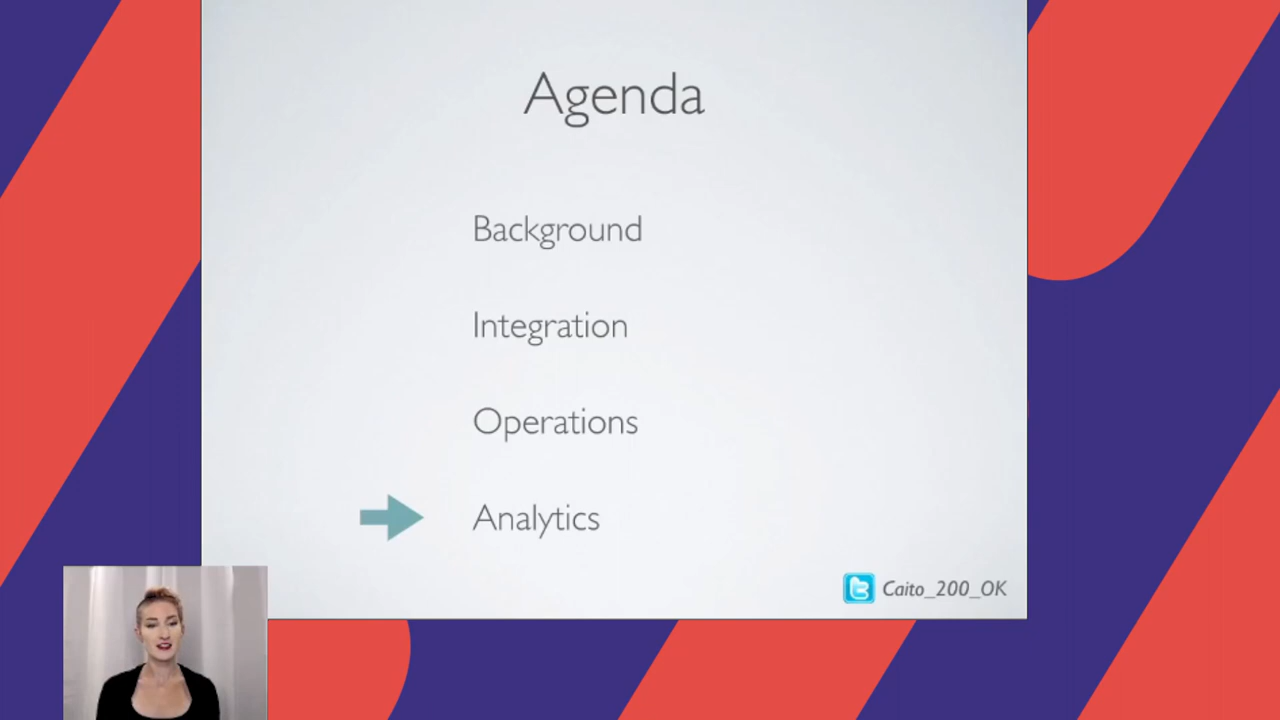 Agenda
Background
Integration
Operations
Analytics
Caito_200_OK